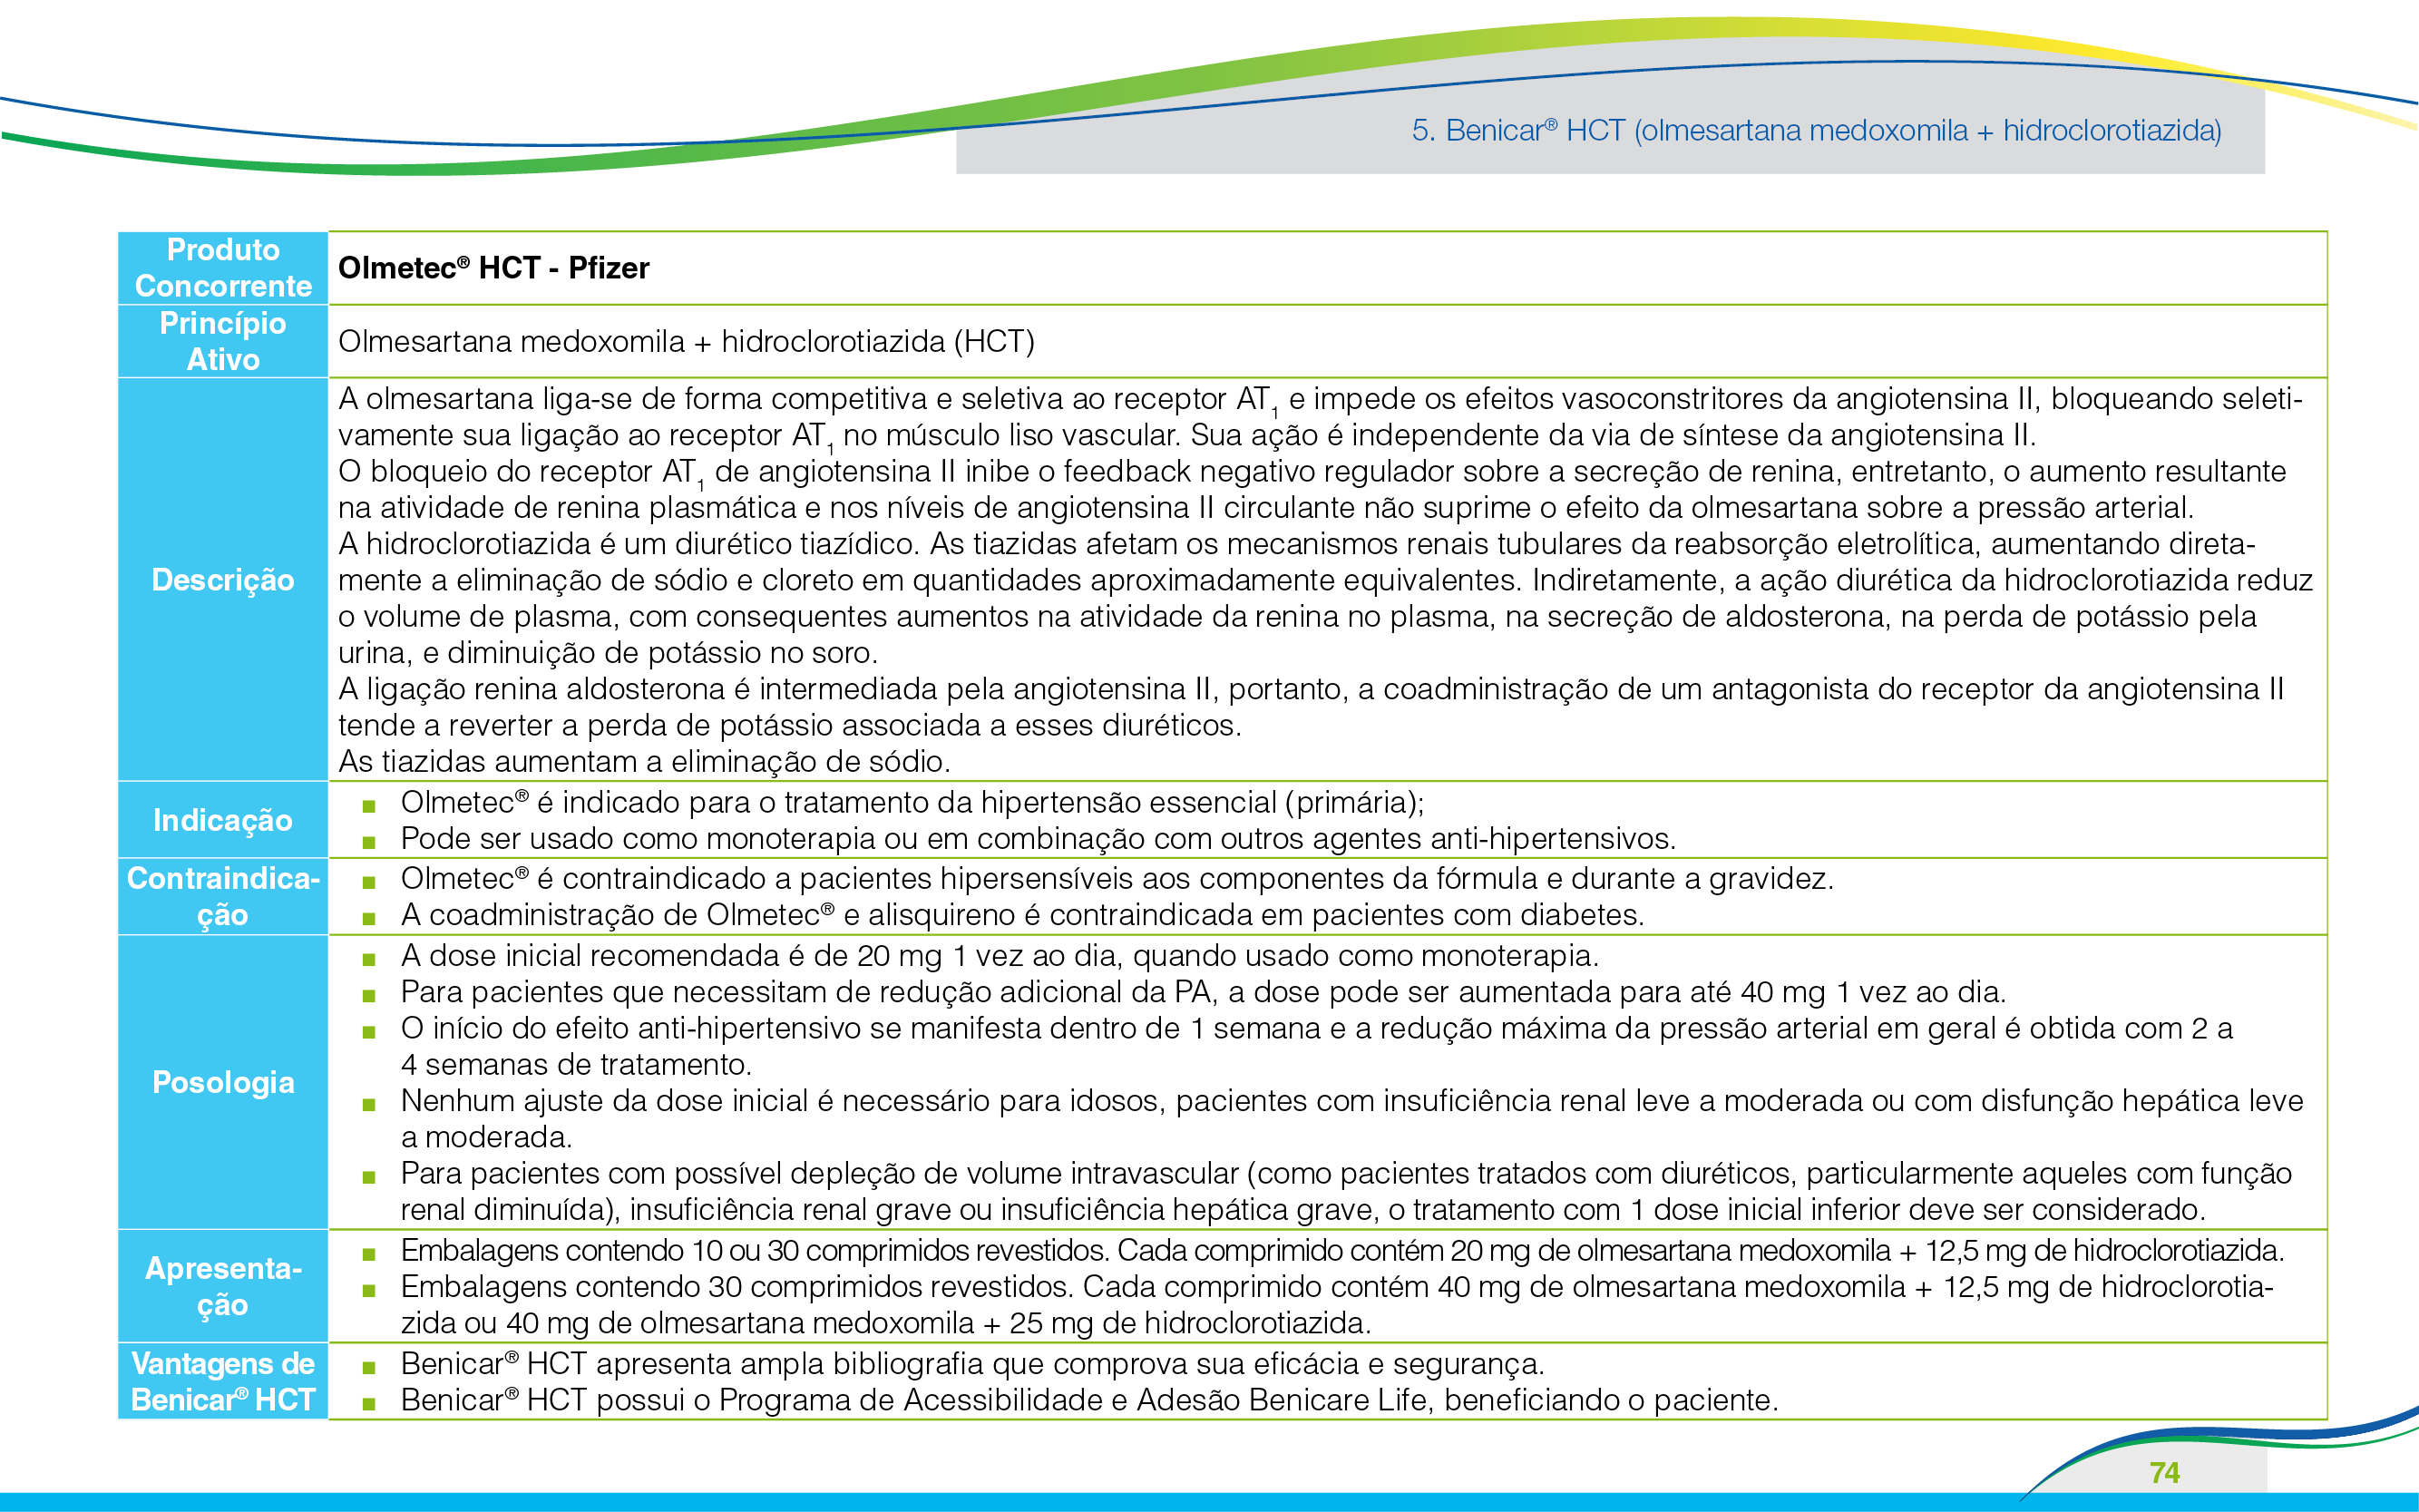 5. Benicar® HCT (olmesartana medoxomila + hidroclorotiazida)
Produto
Concorrente
Olmetec® HCT - Pfizer
Princípio
Ativo
Olmesartana medoxomila + hidroclorotiazida (HCT)
Descrição
A olmesartana liga-se de forma competitiva e seletiva ao receptor AT1 e impede os efeitos vasoconstritores da angiotensina II, bloqueando seleti-
vamente sua ligação ao receptor AT1 no músculo liso vascular. Sua ação é independente da via de síntese da angiotensina II.
O bloqueio do receptor AT1 de angiotensina II inibe o feedback negativo regulador sobre a secreção de renina, entretanto, o aumento resultante
na atividade de renina plasmática e nos níveis de angiotensina II circulante não suprime o efeito da olmesartana sobre a pressão arterial.
A hidroclorotiazida é um diurético tiazídico. As tiazidas afetam os mecanismos renais tubulares da reabsorção eletrolítica, aumentando direta-
mente a eliminação de sódio e cloreto em quantidades aproximadamente equivalentes. Indiretamente, a ação diurética da hidroclorotiazida reduz
o volume de plasma, com consequentes aumentos na atividade da renina no plasma, na secreção de aldosterona, na perda de potássio pela
urina, e diminuição de potássio no soro.
A ligação renina aldosterona é intermediada pela angiotensina II, portanto, a coadministração de um antagonista do receptor da angiotensina II
tende a reverter a perda de potássio associada a esses diuréticos.
As tiazidas aumentam a eliminação de sódio.
Indicação
■ Olmetec® é indicado para o tratamento da hipertensão essencial (primária);
■ Pode ser usado como monoterapia ou em combinação com outros agentes anti-hipertensivos.
Contraindica-
ção
■ Olmetec® é contraindicado a pacientes hipersensíveis aos componentes da fórmula e durante a gravidez.
■ A coadministração de Olmetec® e alisquireno é contraindicada em pacientes com diabetes.
Posologia
■ A dose inicial recomendada é de 20 mg 1 vez ao dia, quando usado como monoterapia.
■ Para pacientes que necessitam de redução adicional da PA, a dose pode ser aumentada para até 40 mg 1 vez ao dia.
■ O início do efeito anti-hipertensivo se manifesta dentro de 1 semana e a redução máxima da pressão arterial em geral é obtida com 2 a
4 semanas de tratamento.
■ Nenhum ajuste da dose inicial é necessário para idosos, pacientes com insuficiência renal leve a moderada ou com disfunção hepática leve
a moderada.
■ Para pacientes com possível depleção de volume intravascular (como pacientes tratados com diuréticos, particularmente aqueles com função
renal diminuída), insuficiência renal grave ou insuficiência hepática grave, o tratamento com 1 dose inicial inferior deve ser considerado.
Apresenta-
ção
■ Embalagens contendo 10 ou 30 comprimidos revestidos. Cada comprimido contém 20 mg de olmesartana medoxomila + 12,5 mg de hidroclorotiazida.
■ Embalagens contendo 30 comprimidos revestidos. Cada comprimido contém 40 mg de olmesartana medoxomila + 12,5 mg de hidroclorotia-
zida ou 40 mg de olmesartana medoxomila + 25 mg de hidroclorotiazida.
Vantagens de
Benicar® HCT
■ Benicar® HCT apresenta ampla bibliografia que comprova sua eficácia e segurança.
■ Benicar® HCT possui o Programa de Acessibilidade e Adesão Benicare Life, beneficiando o paciente.
74